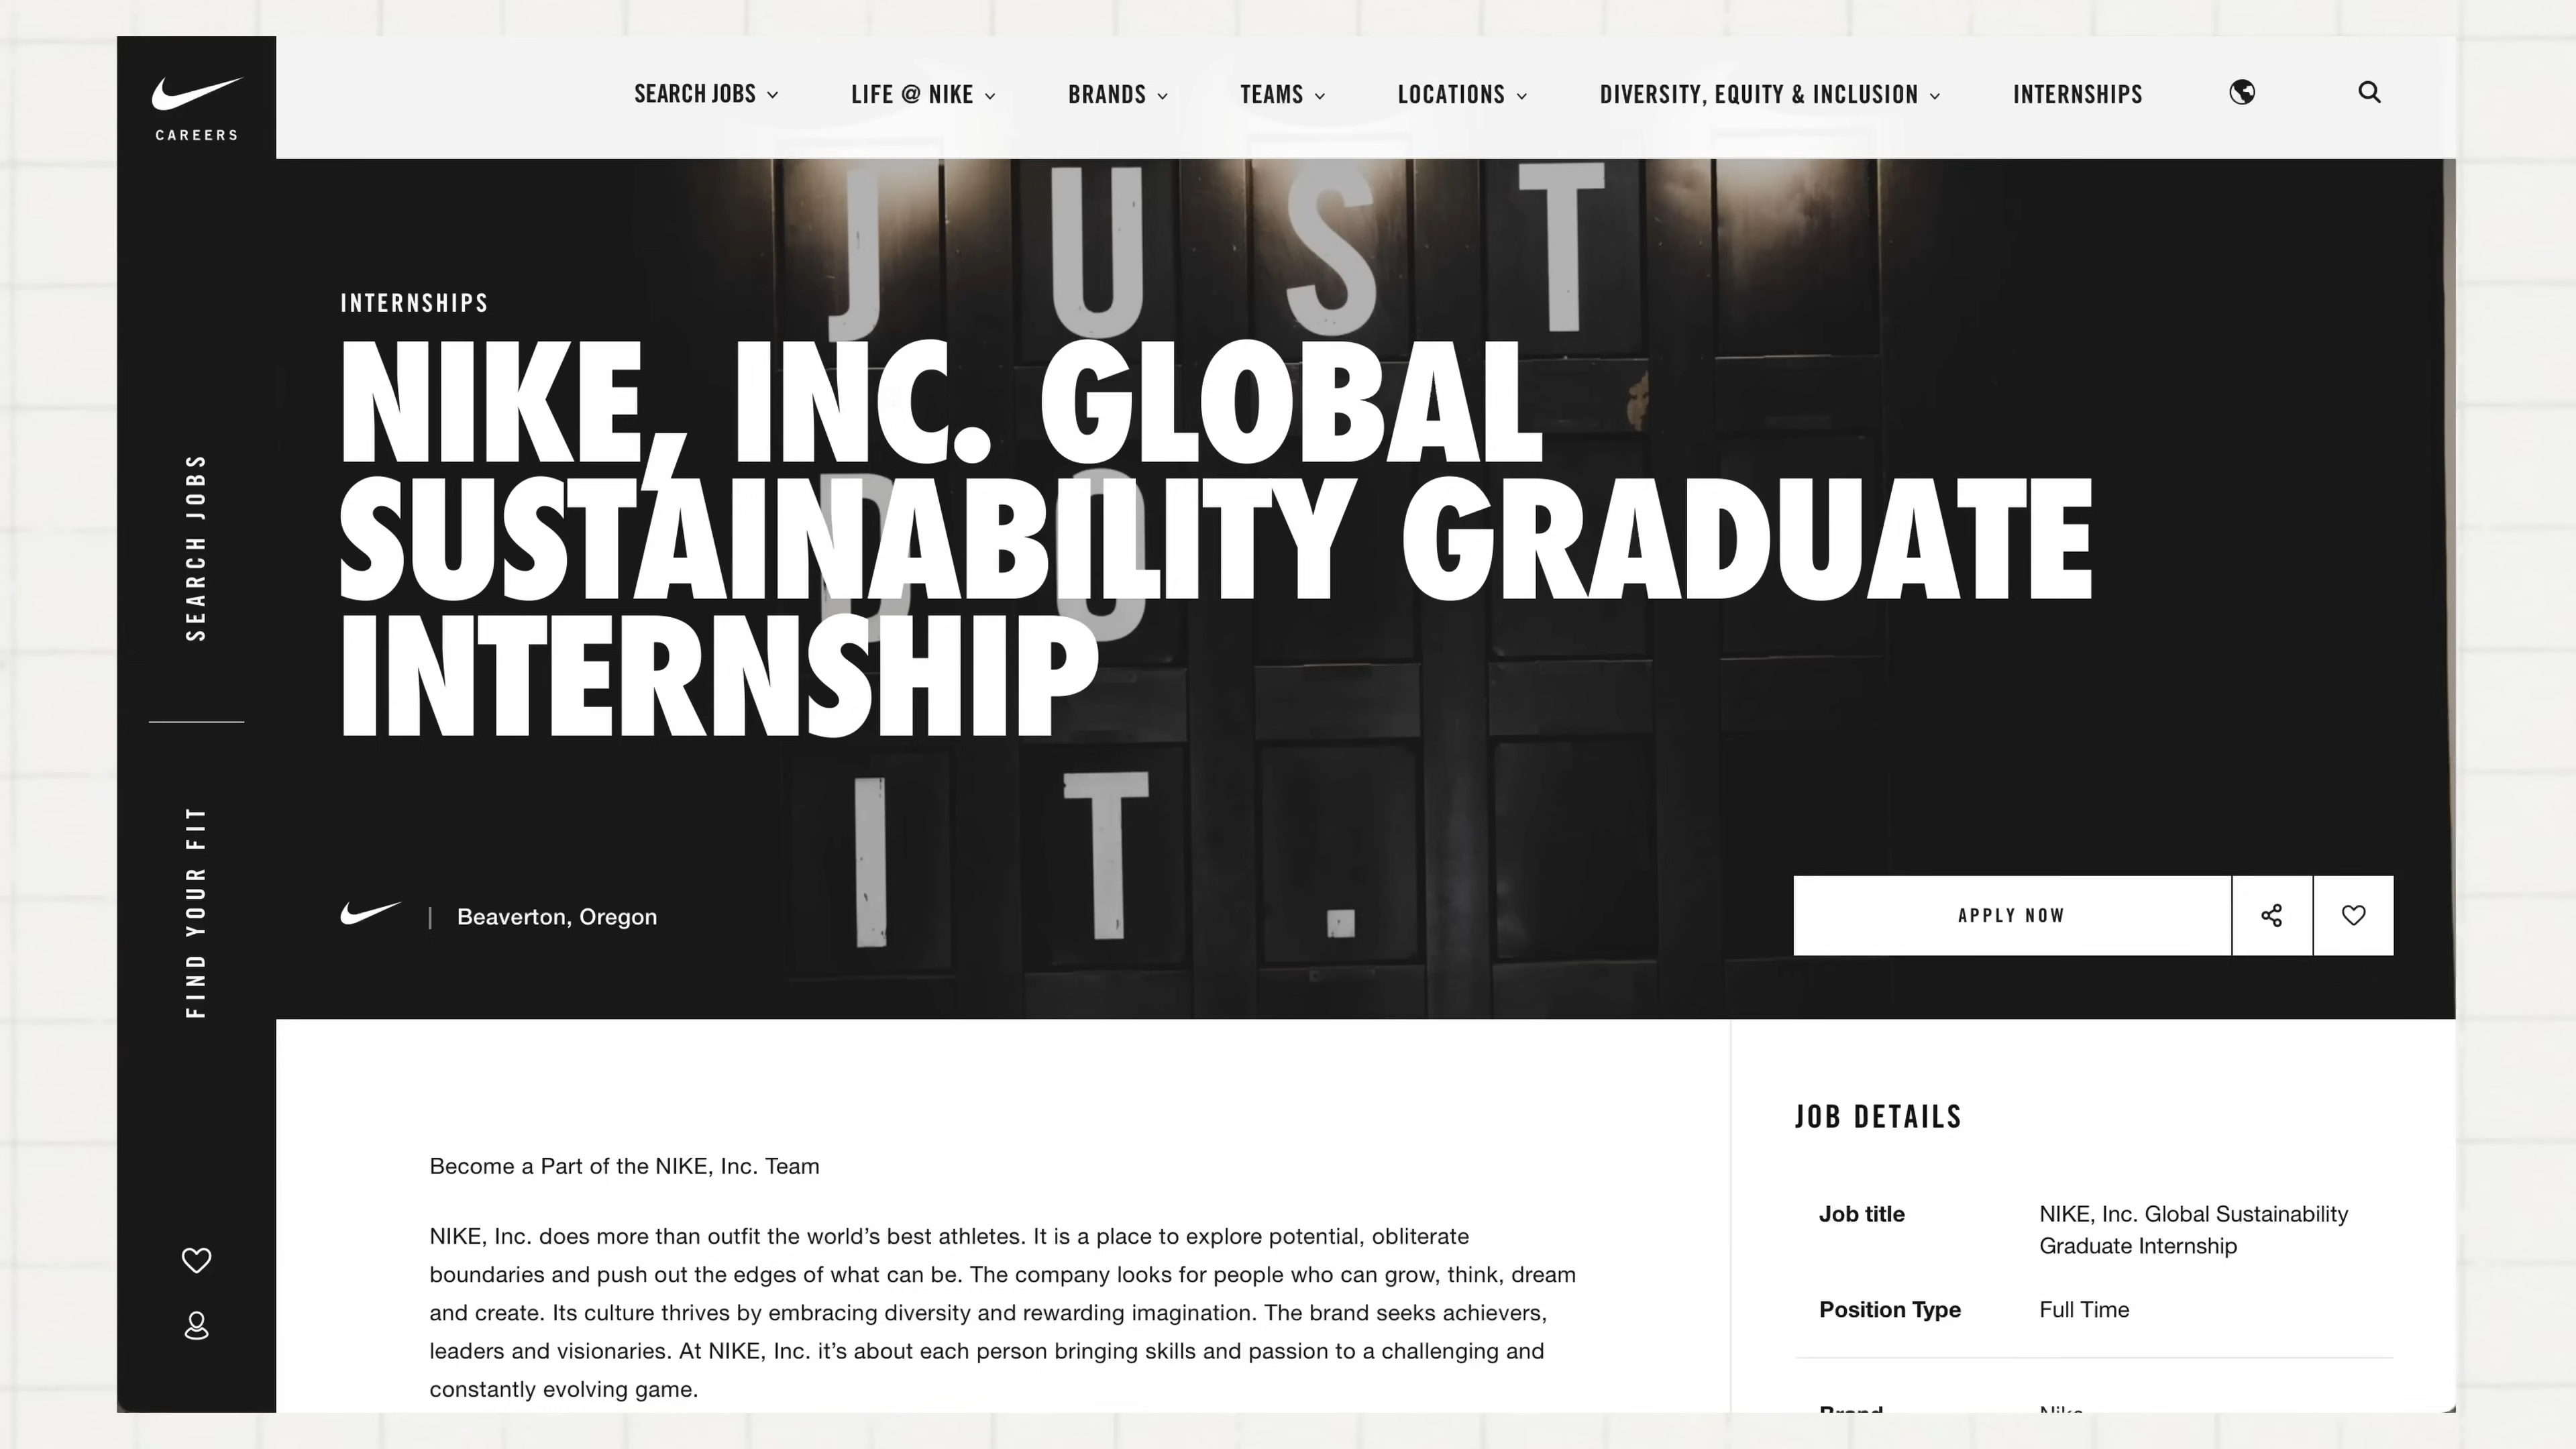 CAREERS
SEARCH JOBS
LIFE @ NIKE
BRANDS
TEAMS
LOCATIONS
DIVERSITY, EQUITY & INCLUSION
INTERNSHIPS
SEARCH JOBS
FIND YOUR FIT
JUST
DO
IT.
INTERNSHIPS
NIKE, INC. GLOBAL
SUSTAINABILITY GRADUATE
INTERNSHIP
Beaverton, Oregon
APPLY NOW
Become a Part of the NIKE, Inc. Team
NIKE, Inc. does more than outfit the world’s best athletes. It is a place to explore potential, obliterate
boundaries and push out the edges of what can be. The company looks for people who can grow, think, dream
and create. Its culture thrives by embracing diversity and rewarding imagination. The brand seeks achievers,
leaders and visionaries. At NIKE, Inc. it’s about each person bringing skills and passion to a challenging and
constantly evolving game.
JOB DETAILS
Job title NIKE, Inc. Global Sustainability
Graduate Internship
Position Type Full Time
Brand Nike